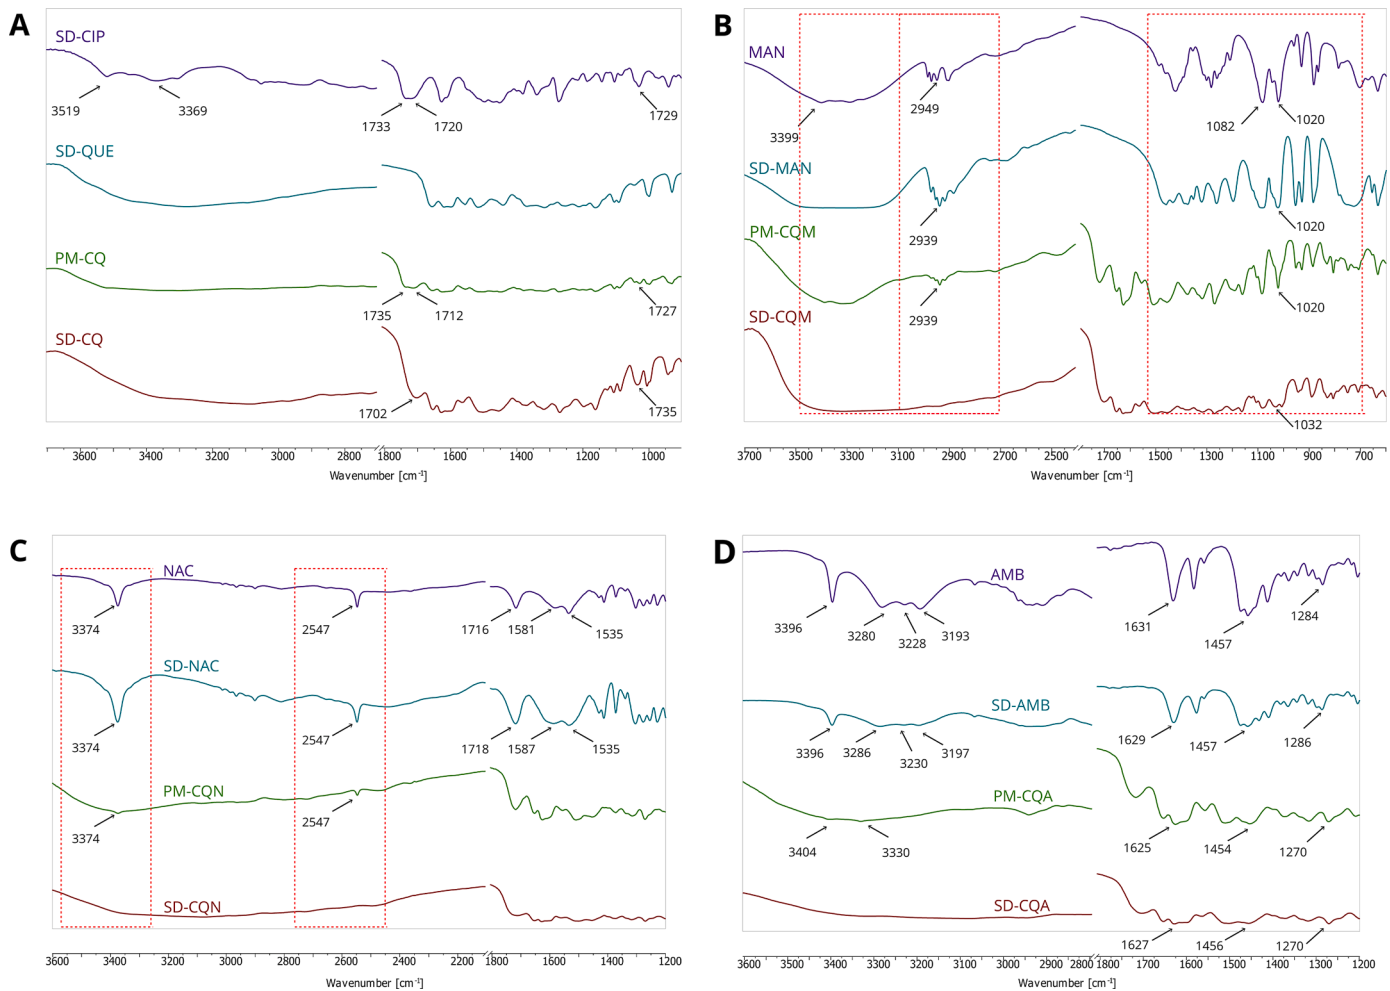 A
SD-CIP
3519
3369
1733
1720
1729
SD-QUE
PM-CQ
1735
1712
1727
SD-CQ
1702
1735
3600 3400 3200 3000 2800 1800 1600 1400 1200 1000
Wavenumber [cm⁻¹]
B
MAN
3399
2949
1082
1020
SD-MAN
2939
1020
PM-CQM
2939
1020
SD-CQM
1032
3700 3500 3300 3100 2900 2700 2500 1700 1500 1300 1100 900 700
Wavenumber [cm⁻¹]
C
NAC
3374
2547
1716
1581
1535
SD-NAC
3374
2547
1718
1587
1535
PM-CQN
3374
2547
SD-CQN
3600 3400 3200 3000 2800 2600 2400 2200 1800 1600 1400 1200
Wavenumber [cm⁻¹]
D
AMB
3396
3280
3228
3193
1631
1457
1284
SD-AMB
3396
3286
3230
3197
1629
1457
1286
PM-CQA
3404
3330
1625
1454
1270
SD-CQA
1627
1456
1270
3600 3500 3400 3300 3200 3100 3000 2900 2800 1800 1600 1400 1200
Wavenumber [cm⁻¹]